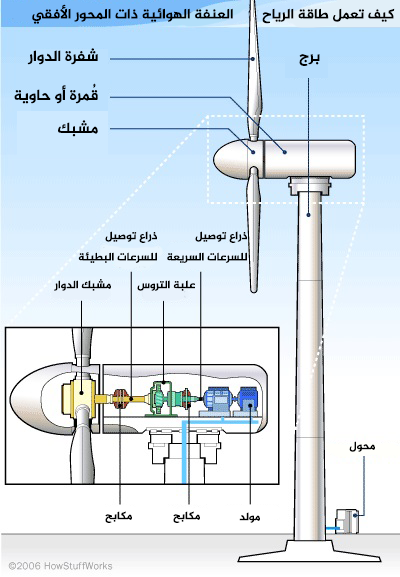 كيف تعمل طاقة الرياح
العنفة الهوائية ذات المحور الأفقي
شفرة الدوار
برج
قُمرة أو حاوية
مشبك
ذراع توصيل
للسرعات السريعة
ذراع توصيل
للسرعات البطيئة
علبة التروس
مشبك الدوار
محول
مولد
مكابح
مكابح
©2006 HowStuffWorks